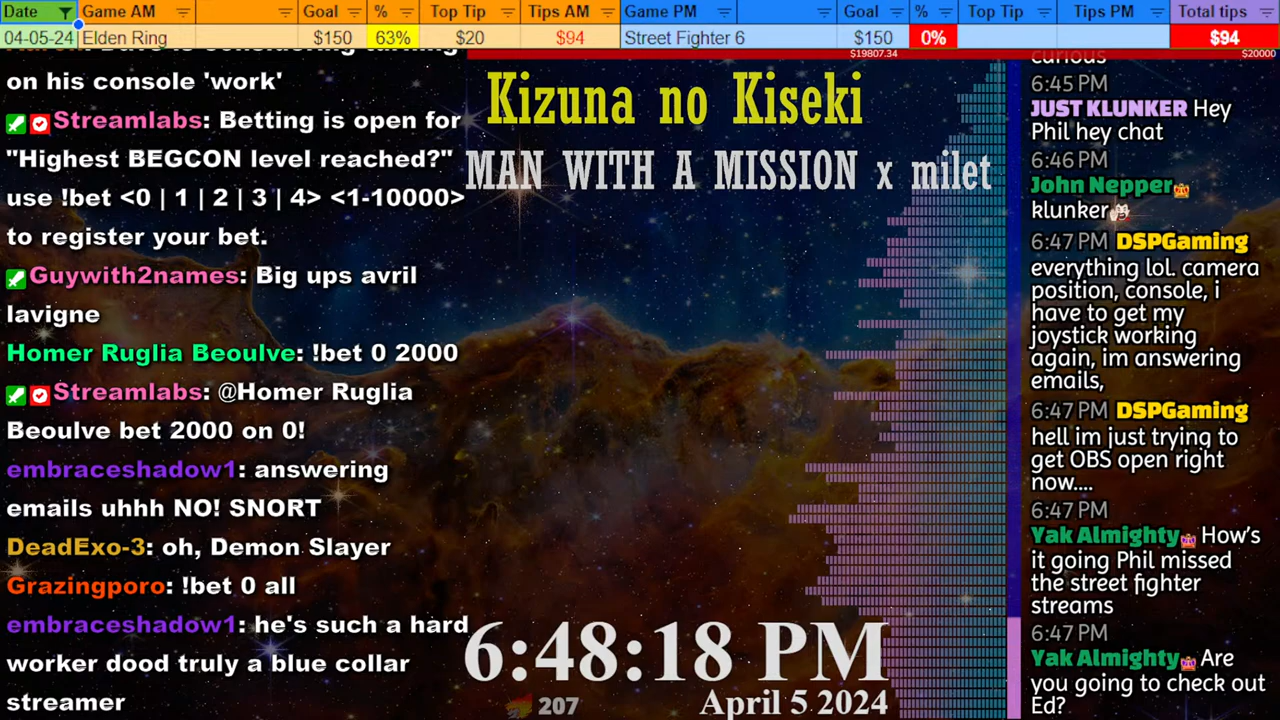 Date Game AM Goal % Top Tip Tips AM Game PM Goal % Top Tip Tips PM Total tips
04-05-24 Elden Ring $150 63% $20 $94 Street Fighter 6 $150 0% $94
$19807.34 $20000
on his console 'work'
Streamlabs: Betting is open for
"Highest BEGCON level reached?"
use !bet <0 | 1 | 2 | 3 | 4> <1-10000>
to register your bet.
Guywith2names: Big ups avril
lavigne
Homer Ruglia Beoulve: !bet 0 2000
Streamlabs: @Homer Ruglia
Beoulve bet 2000 on 0!
embraceshadow1: answering
emails uhhh NO! SNORT
DeadExo-3: oh, Demon Slayer
Grazingporo: !bet 0 all
embraceshadow1: he's such a hard
worker dood truly a blue collar
streamer
Kizuna no Kiseki
MAN WITH A MISSION x milet
6:48:18 PM
207 April 5 2024
curious
6:45 PM
JUST KLUNKER Hey
Phil hey chat
6:46 PM
John Nepper
klunker
6:47 PM DSPGaming
everything lol. camera
position, console, i
have to get my
joystick working
again, im answering
emails,
6:47 PM DSPGaming
hell im just trying to
get OBS open right
now....
6:47 PM
Yak Almighty How's
it going Phil missed
the street fighter
streams
6:47 PM
Yak Almighty Are
you going to check out
Ed?